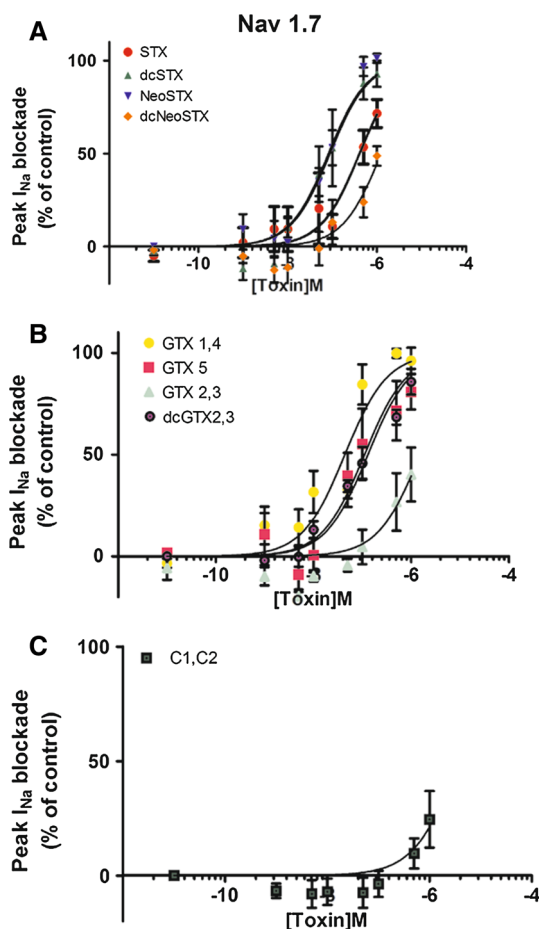 Nav 1.7
A
STX
dcSTX
NeoSTX
dcNeoSTX
Peak INa blockade
(% of control)
100
50
0
-10
-8
-6
-4
[Toxin]M
B
GTX 1,4
GTX 5
GTX 2,3
dcGTX2,3
Peak INa blockade
(% of control)
100
50
0
-10
-8
-6
-4
[Toxin]M
C
C1,C2
Peak INa blockade
(% of control)
100
50
0
-10
-8
-6
-4
[Toxin]M